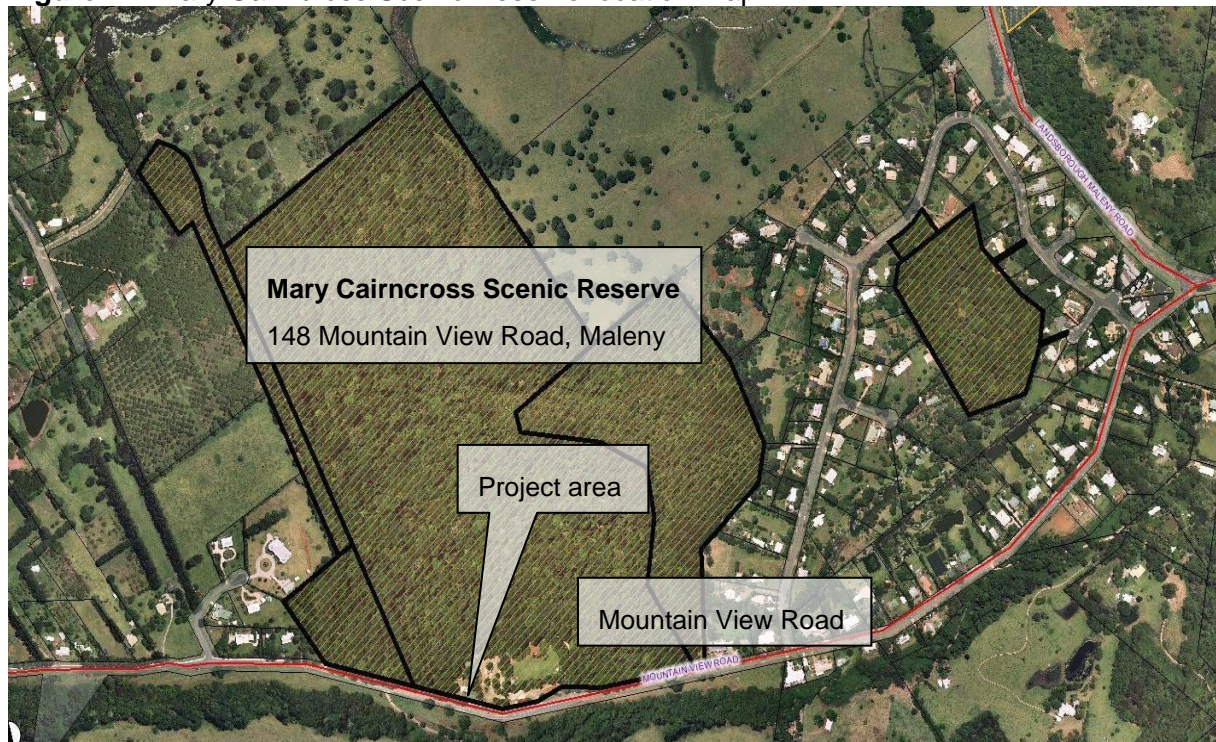 LANDSBOROUGH MALENY ROAD
Mary Cairncross Scenic Reserve
148 Mountain View Road, Maleny
Project area
Mountain View Road
MOUNTAIN VIEW ROAD